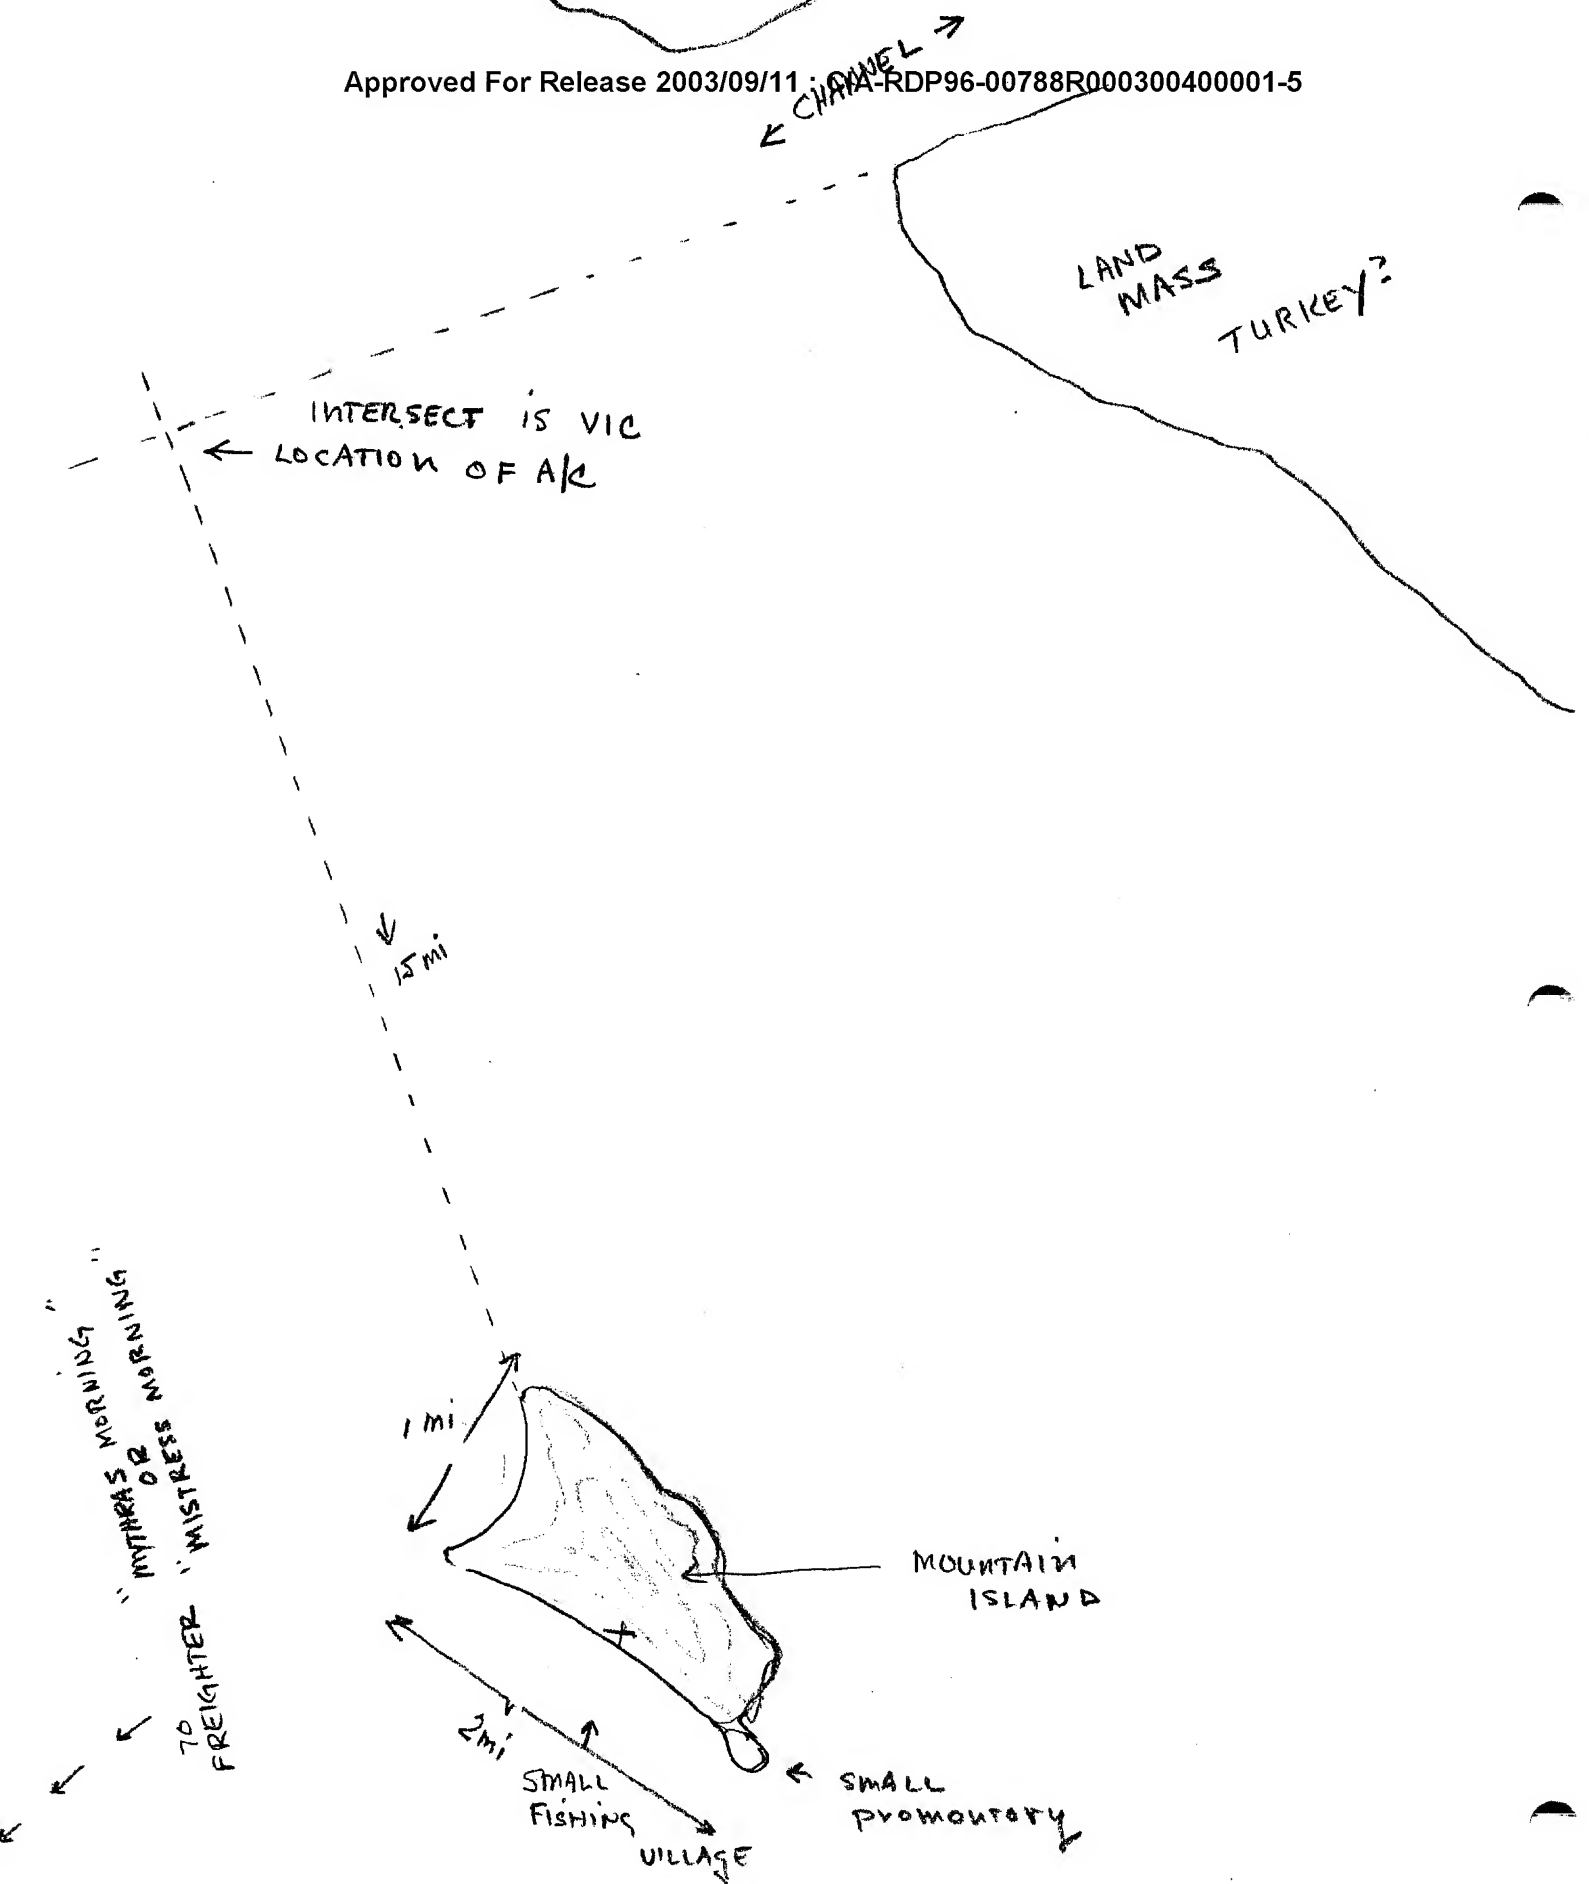 ← CHANNEL →
Approved For Release 2003/09/11 : CIA-RDP96-00788R000300400001-5
LAND
MASS
TURKEY?
INTERSECT IS VIC
← LOCATION OF A/C
15 mi
1 mi
"MYTHRAS MORNING"
OR
"MISTRESS MORNING"
TO
FREIGHTER
MOUNTAIN
ISLAND
2 mi
SMALL
FISHING
VILLAGE
← SMALL
promontory